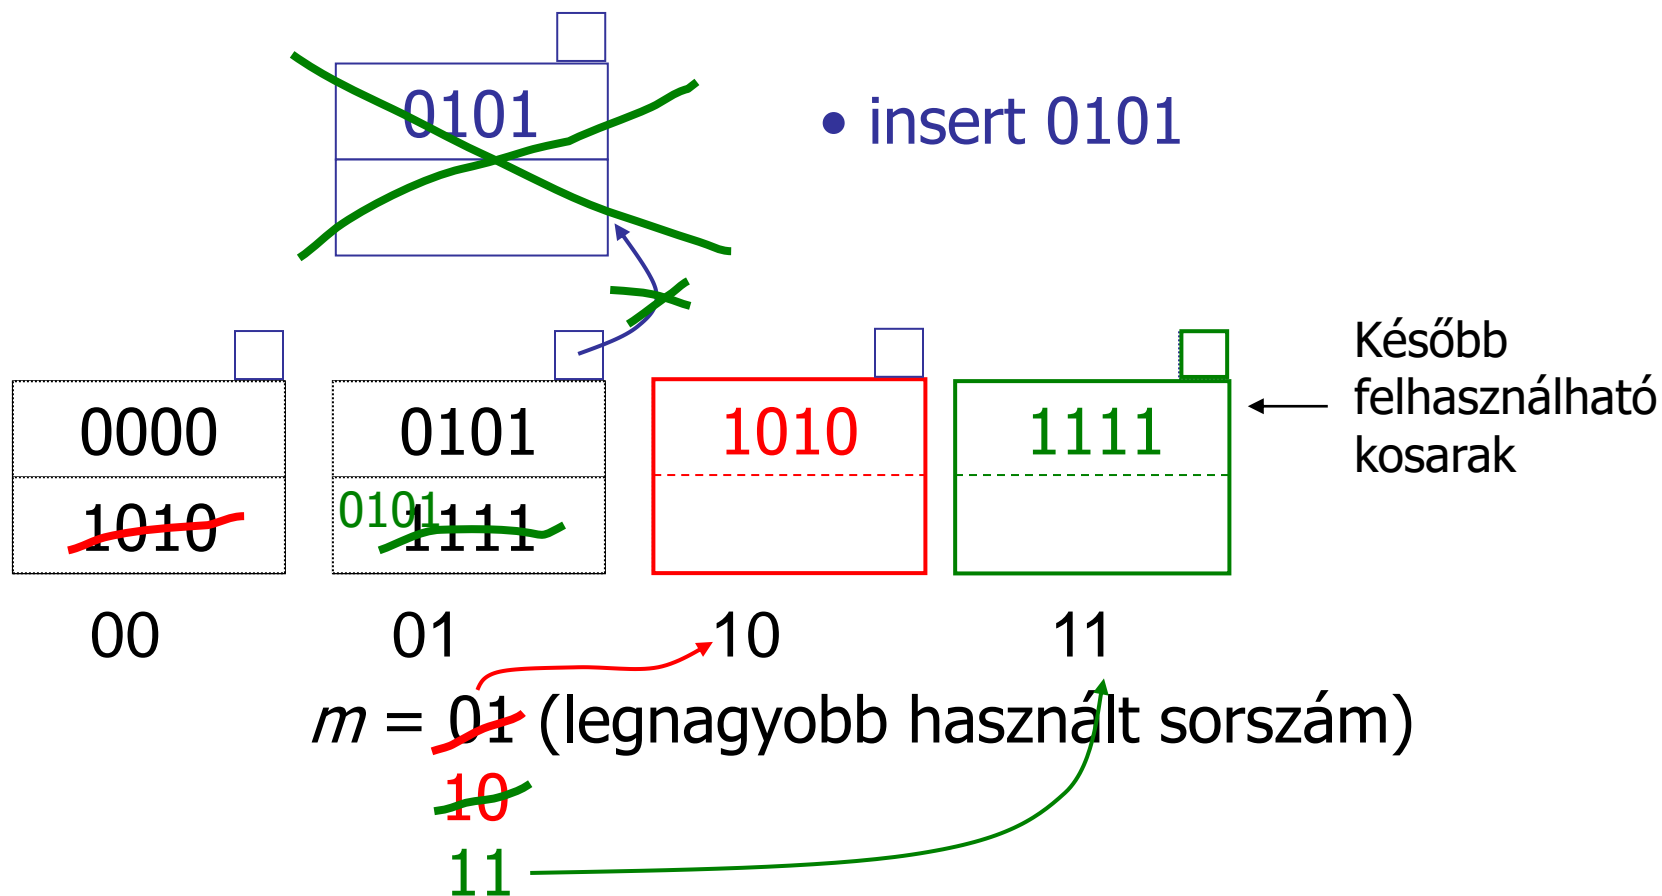 0101
• insert 0101
Később
felhasználható
kosarak
0000
0101
1010
1111
1010
0101
1111
00
01
10
11
m = 01 (legnagyobb használt sorszám)
10
11